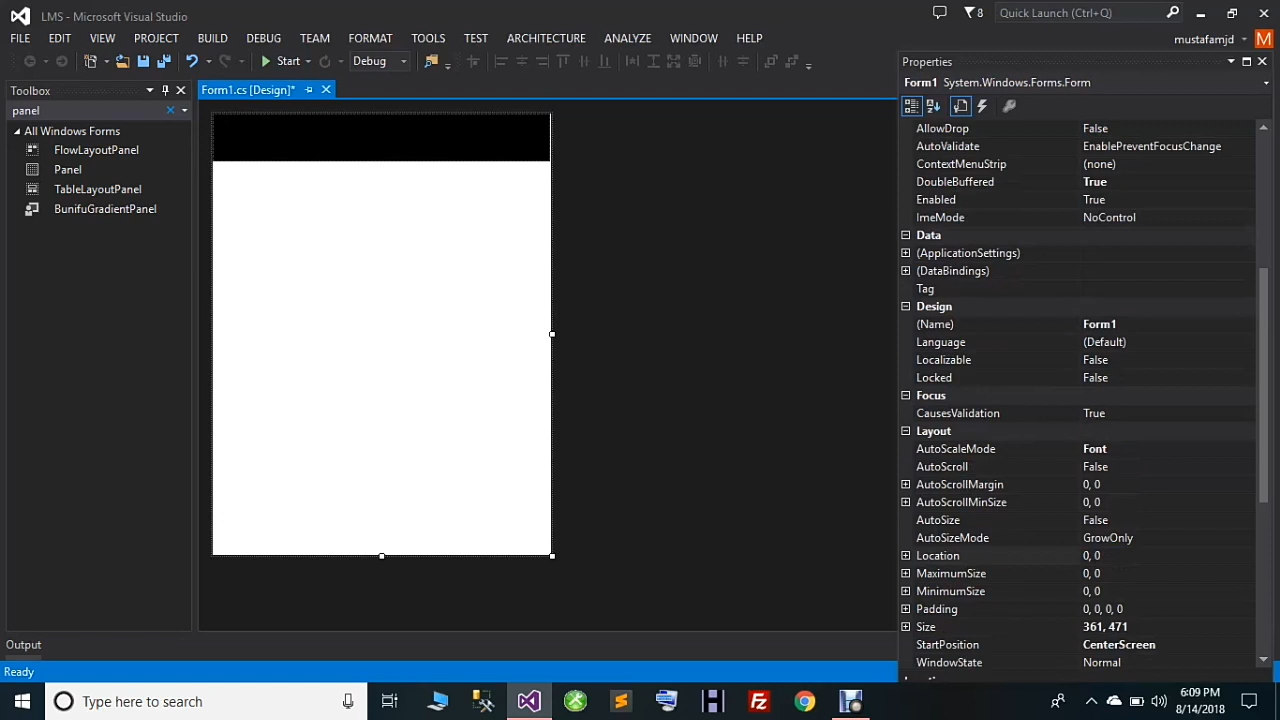 LMS - Microsoft Visual Studio
8
Quick Launch (Ctrl+Q)
FILE EDIT VIEW PROJECT BUILD DEBUG TEAM FORMAT TOOLS TEST ARCHITECTURE ANALYZE WINDOW HELP
mustafamjd M
Start Debug
Toolbox
Form1.cs [Design]*
panel
All Windows Forms
FlowLayoutPanel
Panel
TableLayoutPanel
BunifuGradientPanel
Properties
Form1 System.Windows.Forms.Form
AllowDrop False
AutoValidate EnablePreventFocusChange
ContextMenuStrip (none)
DoubleBuffered True
Enabled True
ImeMode NoControl
Data
(ApplicationSettings)
(DataBindings)
Tag
Design
(Name) Form1
Language (Default)
Localizable False
Locked False
Focus
CausesValidation True
Layout
AutoScaleMode Font
AutoScroll False
AutoScrollMargin 0, 0
AutoScrollMinSize 0, 0
AutoSize False
AutoSizeMode GrowOnly
Location 0, 0
MaximumSize 0, 0
MinimumSize 0, 0
Padding 0, 0, 0, 0
Size 361, 471
StartPosition CenterScreen
WindowState Normal
Output
Ready
Type here to search
6:09 PM
8/14/2018